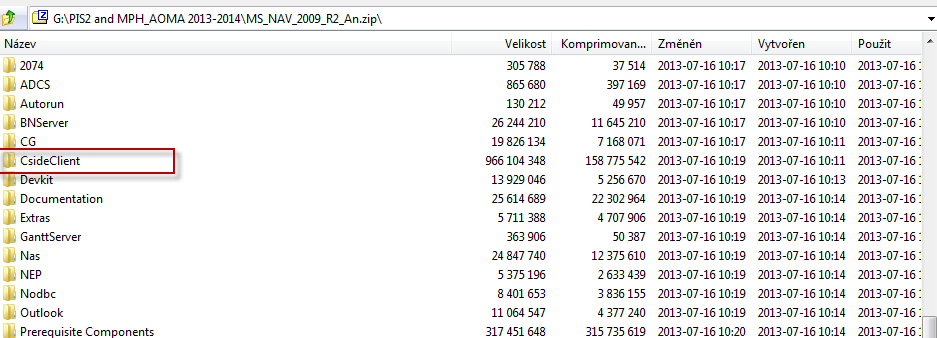 G:\PIS2 and MPH_AOMA 2013-2014\MS_NAV_2009_R2_An.zip\
Název Velikost Komprimovan... Změněn Vytvořen Použit
2074 305 788 37 514 2013-07-16 10:17 2013-07-16 10:10 2013-07-16 1
ADCS 865 680 397 169 2013-07-16 10:17 2013-07-16 10:10 2013-07-16 1
Autorun 130 212 49 957 2013-07-16 10:17 2013-07-16 10:10 2013-07-16 1
BNServer 26 244 210 11 645 210 2013-07-16 10:17 2013-07-16 10:10 2013-07-16 1
CG 19 826 134 7 168 071 2013-07-16 10:17 2013-07-16 10:11 2013-07-16 1
CsideClient 966 104 348 158 775 542 2013-07-16 10:19 2013-07-16 10:11 2013-07-16 1
Devkit 13 929 046 5 256 670 2013-07-16 10:19 2013-07-16 10:13 2013-07-16 1
Documentation 25 614 689 22 302 964 2013-07-16 10:19 2013-07-16 10:14 2013-07-16 1
Extras 5 711 388 4 707 906 2013-07-16 10:19 2013-07-16 10:14 2013-07-16 1
GanttServer 363 906 50 387 2013-07-16 10:19 2013-07-16 10:14 2013-07-16 1
Nas 24 847 740 12 375 610 2013-07-16 10:19 2013-07-16 10:14 2013-07-16 1
NEP 5 375 196 2 633 439 2013-07-16 10:19 2013-07-16 10:14 2013-07-16 1
Nodbc 8 401 653 3 836 155 2013-07-16 10:19 2013-07-16 10:14 2013-07-16 1
Outlook 11 064 547 4 377 240 2013-07-16 10:19 2013-07-16 10:14 2013-07-16 1
Prerequisite Components 317 451 648 315 735 619 2013-07-16 10:20 2013-07-16 10:14 2013-07-16 1